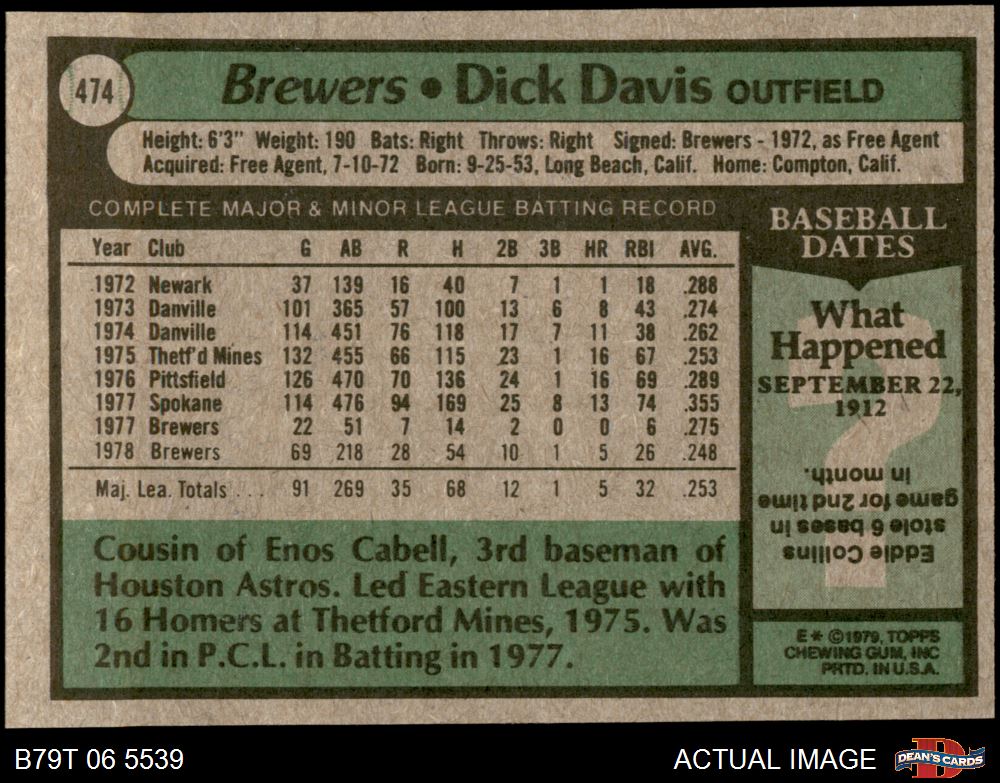 474
Brewers • Dick Davis OUTFIELD
Height: 6'3" Weight: 190 Bats: Right Throws: Right Signed: Brewers - 1972, as Free Agent
Acquired: Free Agent, 7-10-72 Born: 9-25-53, Long Beach, Calif. Home: Compton, Calif.
COMPLETE MAJOR & MINOR LEAGUE BATTING RECORD
Year Club G AB R H 2B 3B HR RBI AVG.
1972 Newark 37 139 16 40 7 1 1 18 .288
1973 Danville 101 365 57 100 13 6 8 43 .274
1974 Danville 114 451 76 118 17 7 11 38 .262
1975 Thetf'd Mines 132 455 66 115 23 1 16 67 .253
1976 Pittsfield 126 470 70 136 24 1 16 69 .289
1977 Spokane 114 476 94 169 25 8 13 74 .355
1977 Brewers 22 51 7 14 2 0 0 6 .275
1978 Brewers 69 218 28 54 10 1 5 26 .248
Maj. Lea. Totals . . . 91 269 35 68 12 1 5 32 .253
Cousin of Enos Cabell, 3rd baseman of
Houston Astros. Led Eastern League with
16 Homers at Thetford Mines, 1975. Was
2nd in P.C.L. in Batting in 1977.
BASEBALL
DATES
What
Happened
SEPTEMBER 22,
1912
?
Eddie Collins
stole 6 bases in
game for 2nd time
in month.
E * ©1979, TOPPS
CHEWING GUM, INC
PRTD. IN U.S.A.
B79T 06 5539
ACTUAL IMAGE
D
DEAN'S CARDS